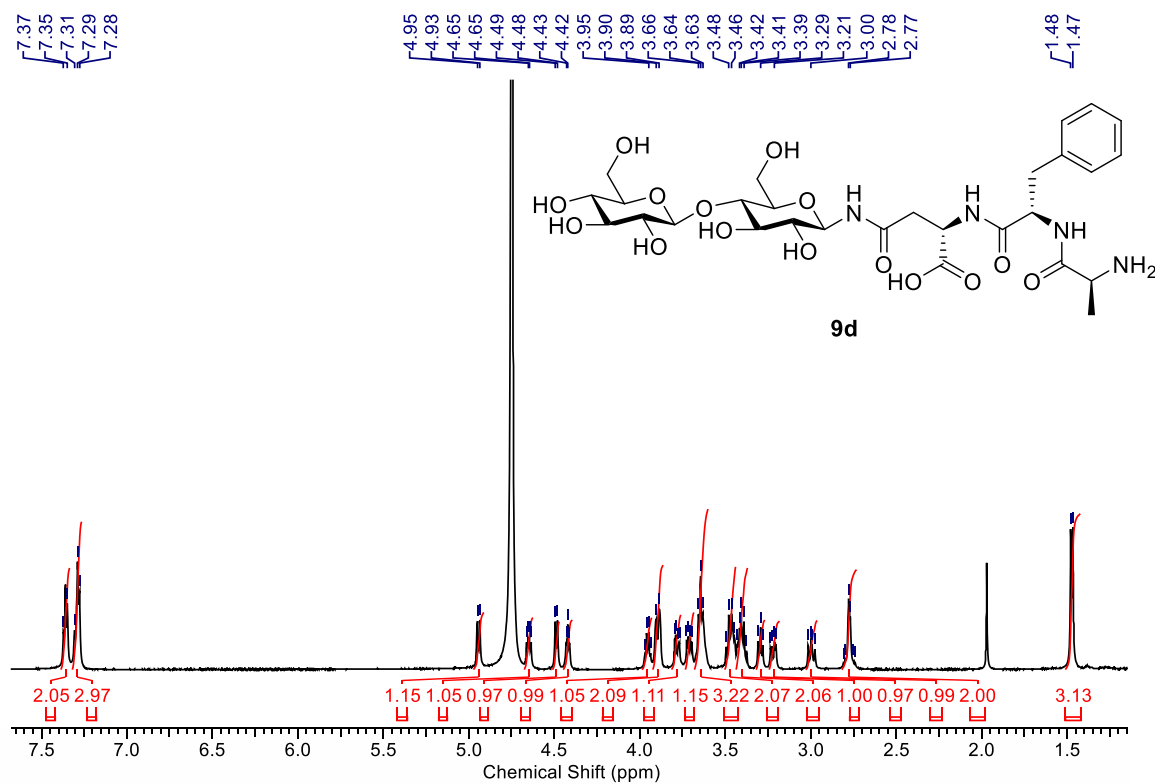 7.37 7.35 7.31 7.29 7.28 4.95 4.93 4.65 4.65 4.49 4.48 4.43 4.42 3.95 3.90 3.89 3.66 3.64 3.63 3.48 3.46 3.42 3.41 3.39 3.29 3.21 3.00 2.78 2.77 1.48 1.47
OH
OH
HO HO O OH O HO O OH H N O HO O H N O H N O NH2
9d
2.05 2.97 1.15 1.05 0.97 0.99 1.05 2.09 1.11 1.15 3.22 2.07 2.06 1.00 0.97 0.99 2.00 3.13
7.5 7.0 6.5 6.0 5.5 5.0 4.5 4.0 3.5 3.0 2.5 2.0 1.5
Chemical Shift (ppm)